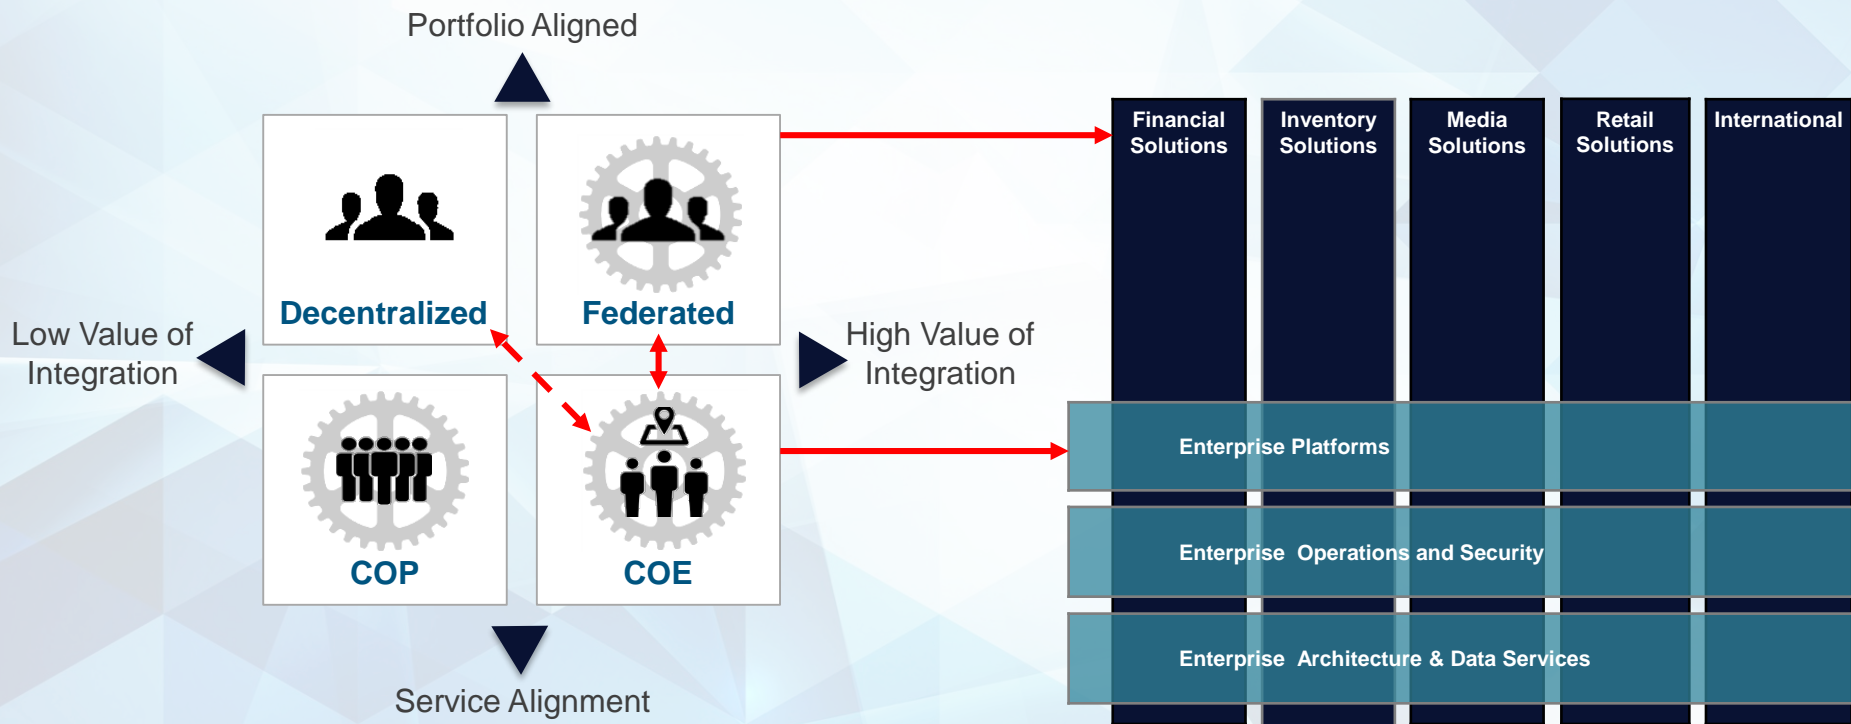 Portfolio Aligned
Decentralized
Federated
Low Value of
Integration
High Value of
Integration
COP
COE
Service Alignment
Financial
Solutions
Inventory
Solutions
Media
Solutions
Retail
Solutions
International
Enterprise Platforms
Enterprise  Operations and Security
Enterprise  Architecture & Data Services